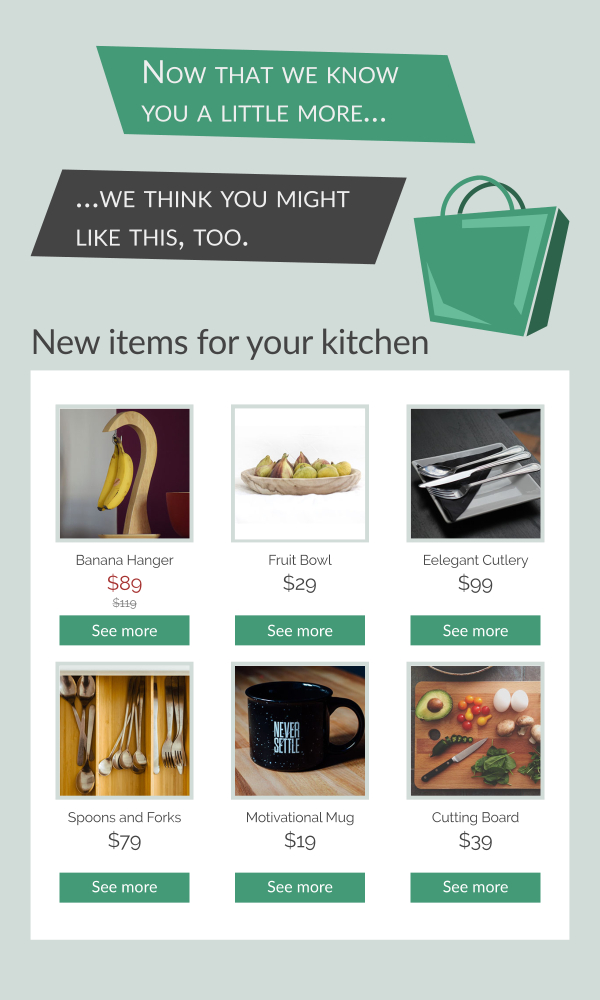 Now that we know
you a little more...
...we think you might
like this, too.
New items for your kitchen
Banana Hanger
$89
$119
See more
Fruit Bowl
$29
See more
Eelegant Cutlery
$99
See more
Spoons and Forks
$79
See more
NEVER
SETTLE
Motivational Mug
$19
See more
Cutting Board
$39
See more